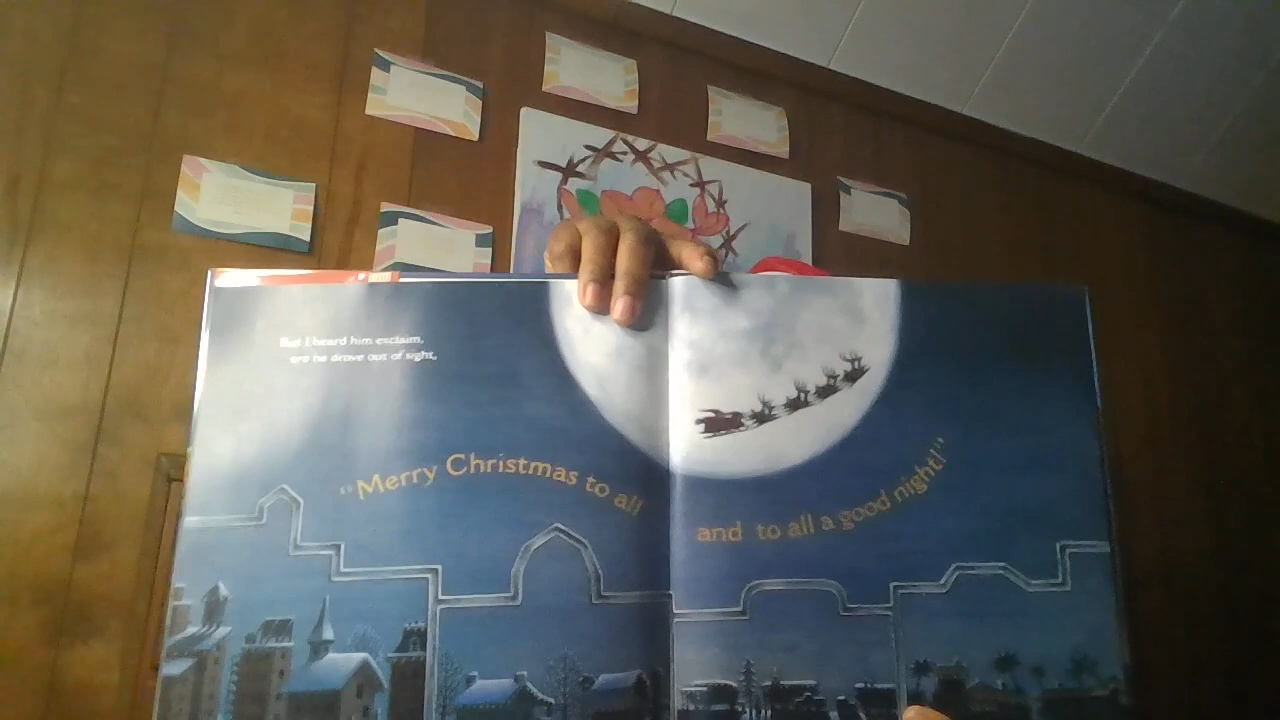 But I heard him exclaim,
ere he drove out of sight,
"Merry Christmas to all
and to all a good night!"